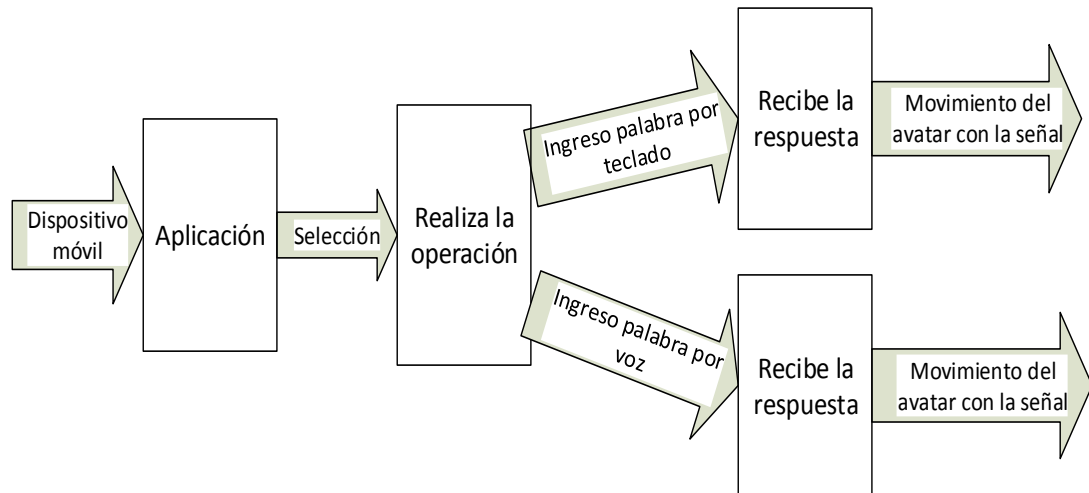 Dispositivo
móvil
Aplicación
Selección
Realiza la
operación
Ingreso palabra por
teclado
Recibe la
respuesta
Movimiento del
avatar con la señal
Ingreso palabra por
voz
Recibe la
respuesta
Movimiento del
avatar con la señal